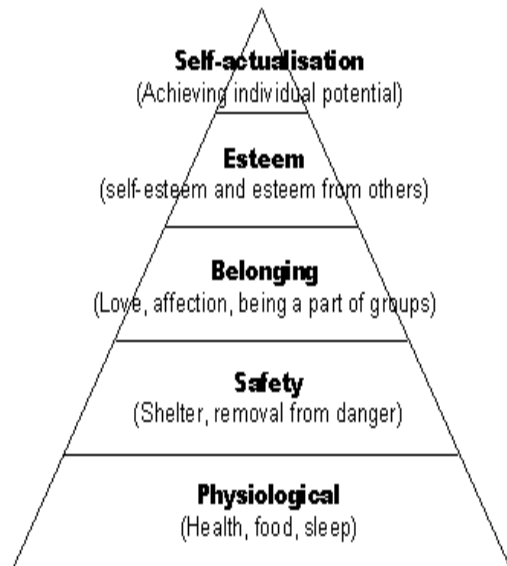 Self-actualisation
(Achieving individual potential)
Esteem
(self-esteem and esteem from others)
Belonging
(Love, affection, being a part of groups)
Safety
(Shelter, removal from danger)
Physiological
(Health, food, sleep)